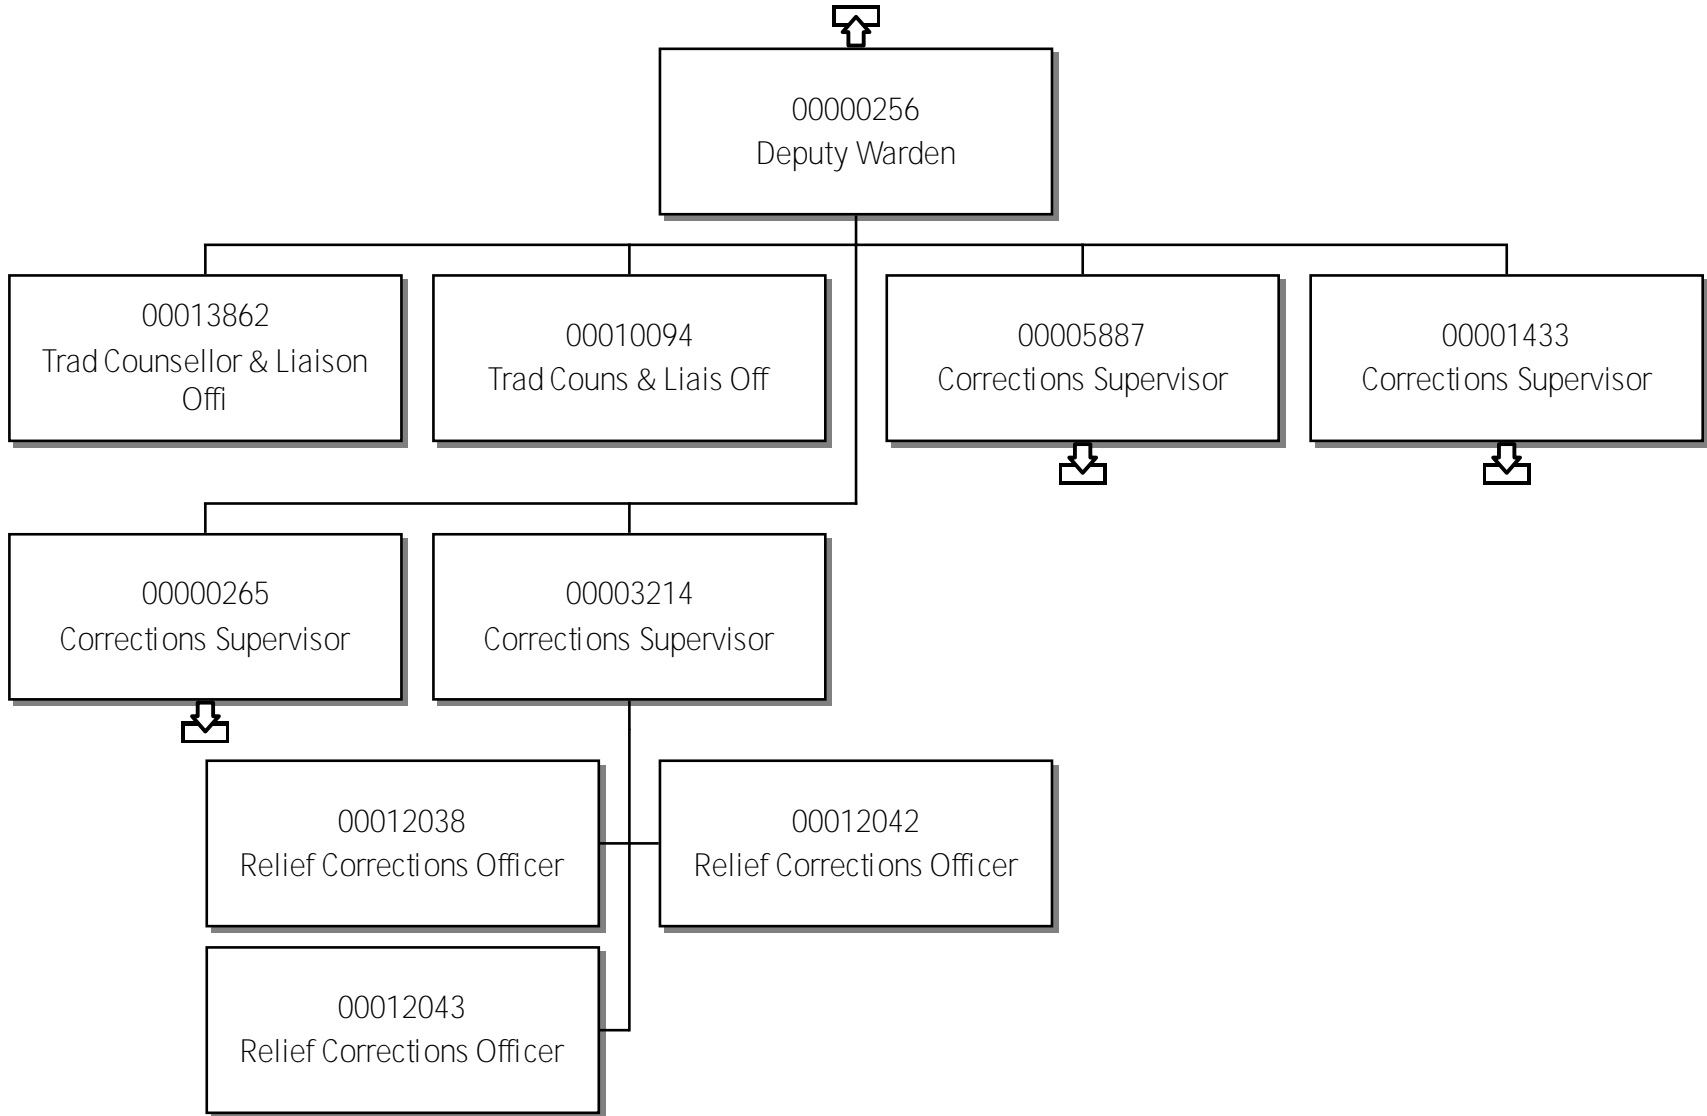 00000256
Deputy Warden
00013862
Trad Counsellor & Liaison
Offi
00010094
Trad Couns & Liais Off
00005887
Corrections Supervisor
00001433
Corrections Supervisor
00000265
Corrections Supervisor
00003214
Corrections Supervisor
00012038
Relief Corrections Officer
00012042
Relief Corrections Officer
00012043
Relief Corrections Officer